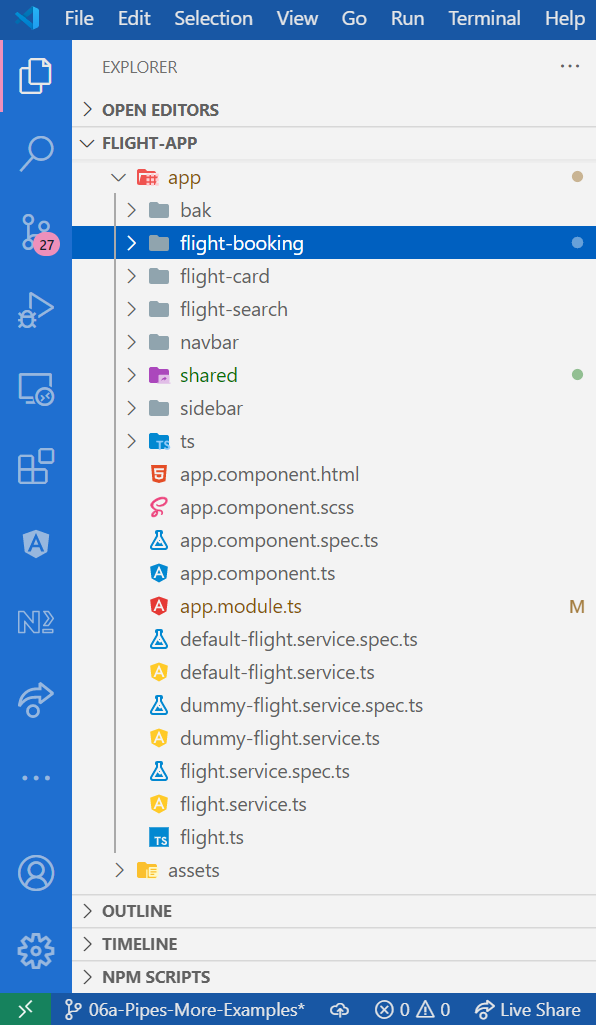 File Edit Selection View Go Run Terminal Help
EXPLORER
OPEN EDITORS
FLIGHT-APP
app
bak
flight-booking
27
flight-card
flight-search
navbar
shared
sidebar
TS ts
5 app.component.html
app.component.scss
app.component.spec.ts
A app.component.ts
A app.module.ts M
default-flight.service.spec.ts
A default-flight.service.ts
dummy-flight.service.spec.ts
A dummy-flight.service.ts
flight.service.spec.ts
A flight.service.ts
TS flight.ts
assets
OUTLINE
TIMELINE
NPM SCRIPTS
06a-Pipes-More-Examples* 0 0 Live Share